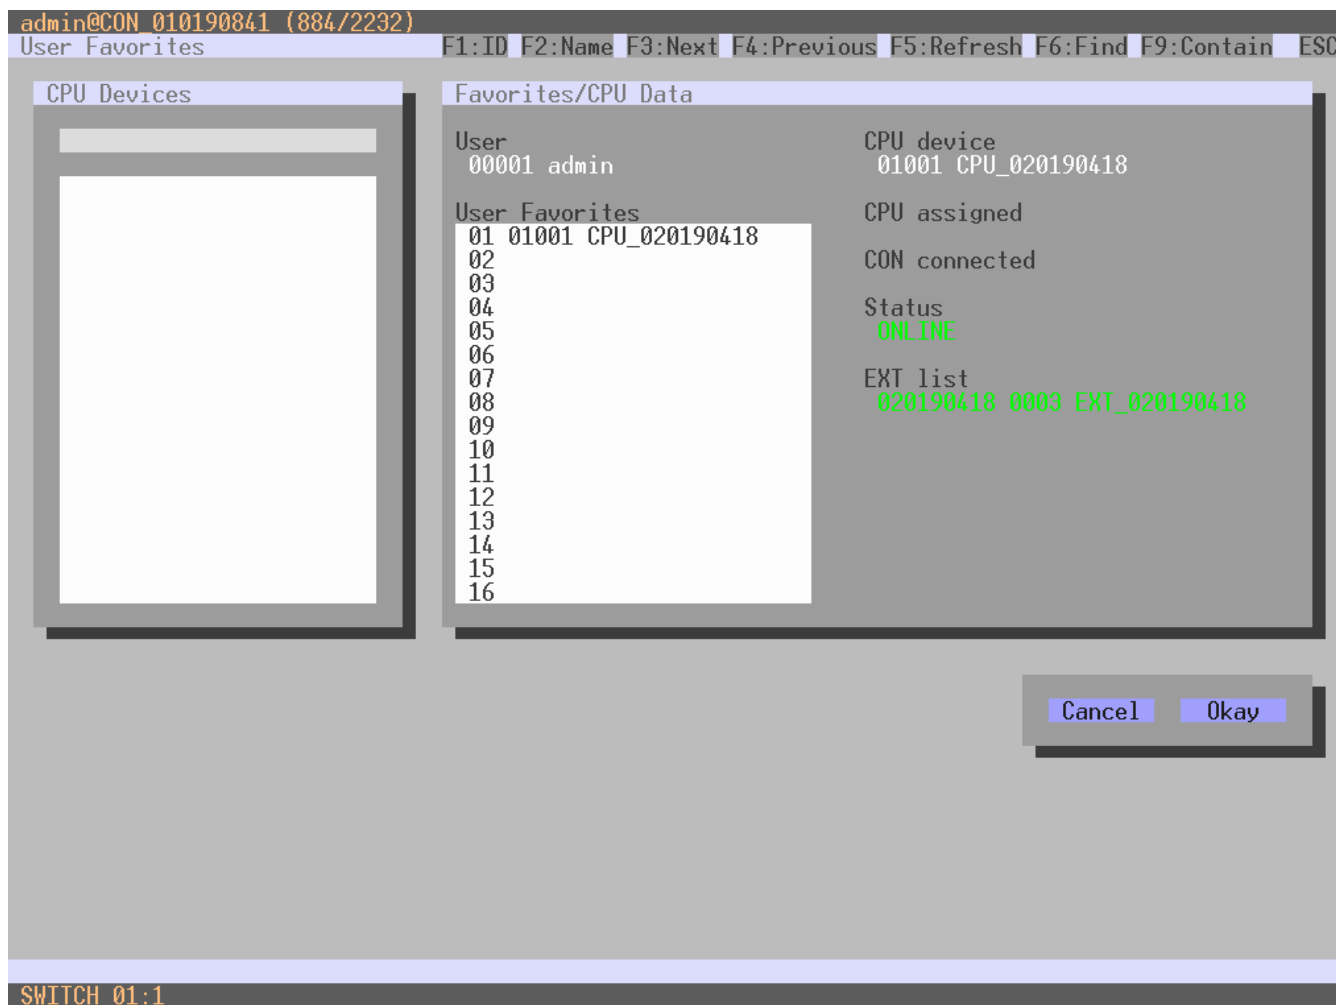 admin@CON_010190841 (884/2232)
User Favorites F1:ID F2:Name F3:Next F4:Previous F5:Refresh F6:Find F9:Contain ESC
CPU Devices
Favorites/CPU Data
User
00001 admin
User Favorites
01 01001 CPU_020190418
02
03
04
05
06
07
08
09
10
11
12
13
14
15
16
CPU device
01001 CPU_020190418
CPU assigned
CON connected
Status
ONLINE
EXT list
020190418 0003 EXT_020190418
Cancel Okay
SWITCH 01:1